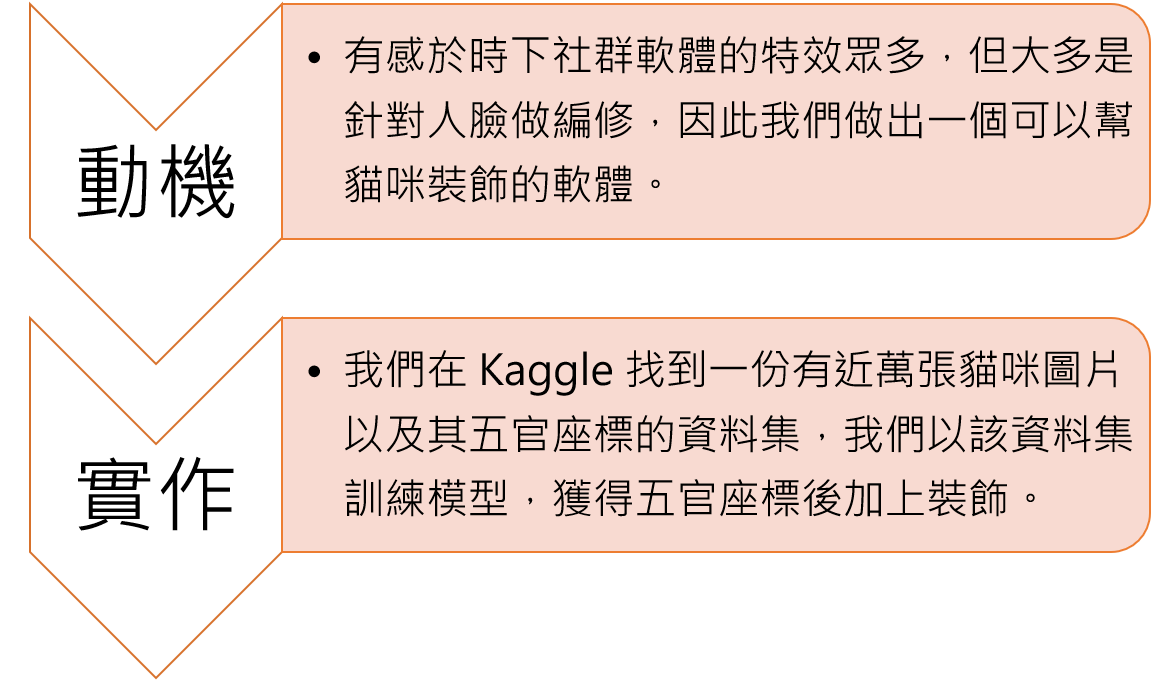 動機
• 有感於時下社群軟體的特效眾多，但大多是
針對人臉做編修，因此我們做出一個可以幫
貓咪裝飾的軟體。
實作
• 我們在 Kaggle 找到一份有近萬張貓咪圖片
以及其五官座標的資料集，我們以該資料集
訓練模型，獲得五官座標後加上裝飾。